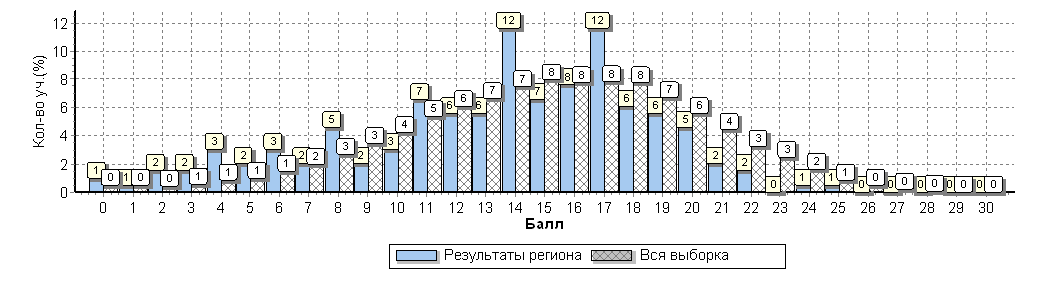 Кол-во уч.(%)
12
10
8
6
4
2
0
1 0 1 0 2 0 2 1 3 1 2 1 3 1 2 2 5 3 2 3 3 4 7 5 6 6 6 7 12 7 7 8 8 8 12 8 6 8 6 7 5 6 2 4 2 3 0 3 1 2 1 1 0 0 0 0 0 0 0 0 0 0
0 1 2 3 4 5 6 7 8 9 10 11 12 13 14 15 16 17 18 19 20 21 22 23 24 25 26 27 28 29 30
Балл
Результаты региона Вся выборка